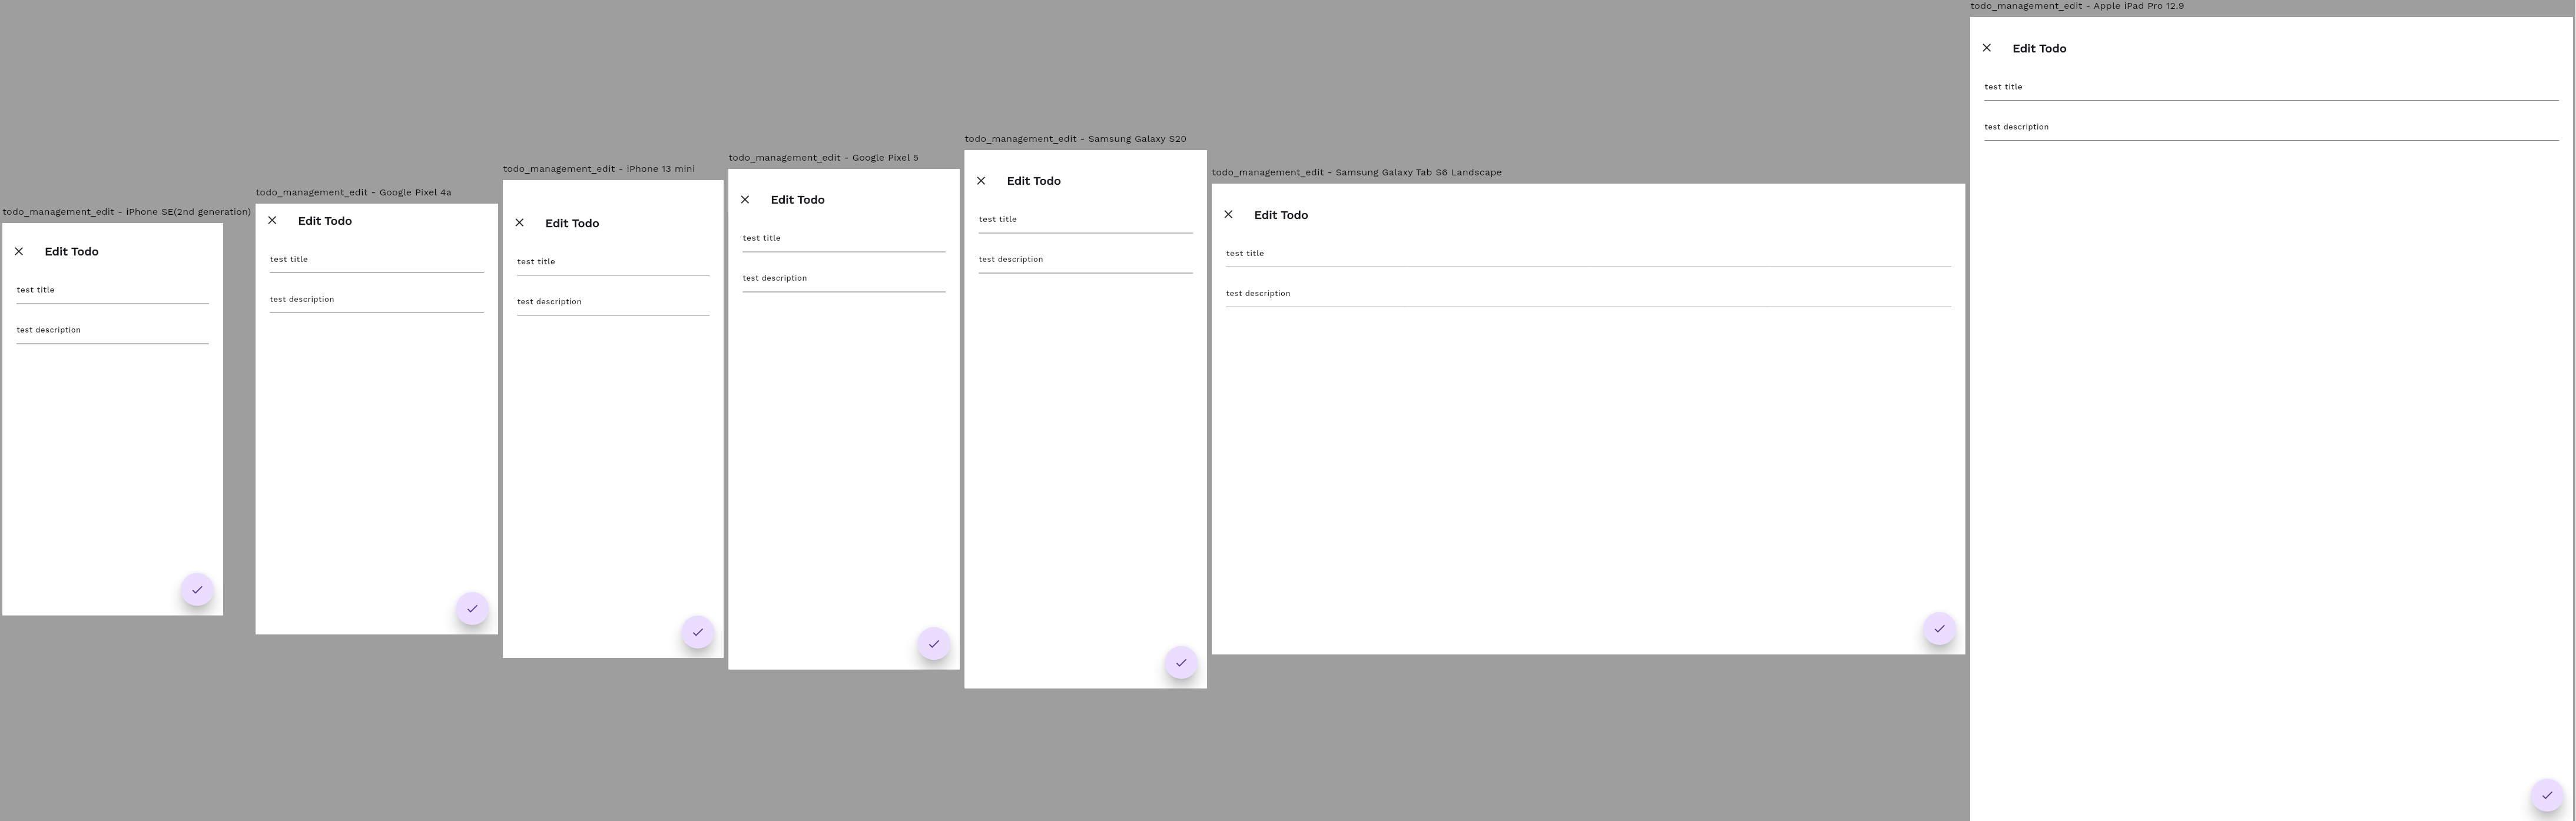 todo_management_edit - iPhone SE(2nd generation)
Edit Todo
test title
test description
todo_management_edit - Google Pixel 4a
Edit Todo
test title
test description
todo_management_edit - iPhone 13 mini
Edit Todo
test title
test description
todo_management_edit - Google Pixel 5
Edit Todo
test title
test description
todo_management_edit - Samsung Galaxy S20
Edit Todo
test title
test description
todo_management_edit - Samsung Galaxy Tab S6 Landscape
Edit Todo
test title
test description
todo_management_edit - Apple iPad Pro 12.9
Edit Todo
test title
test description